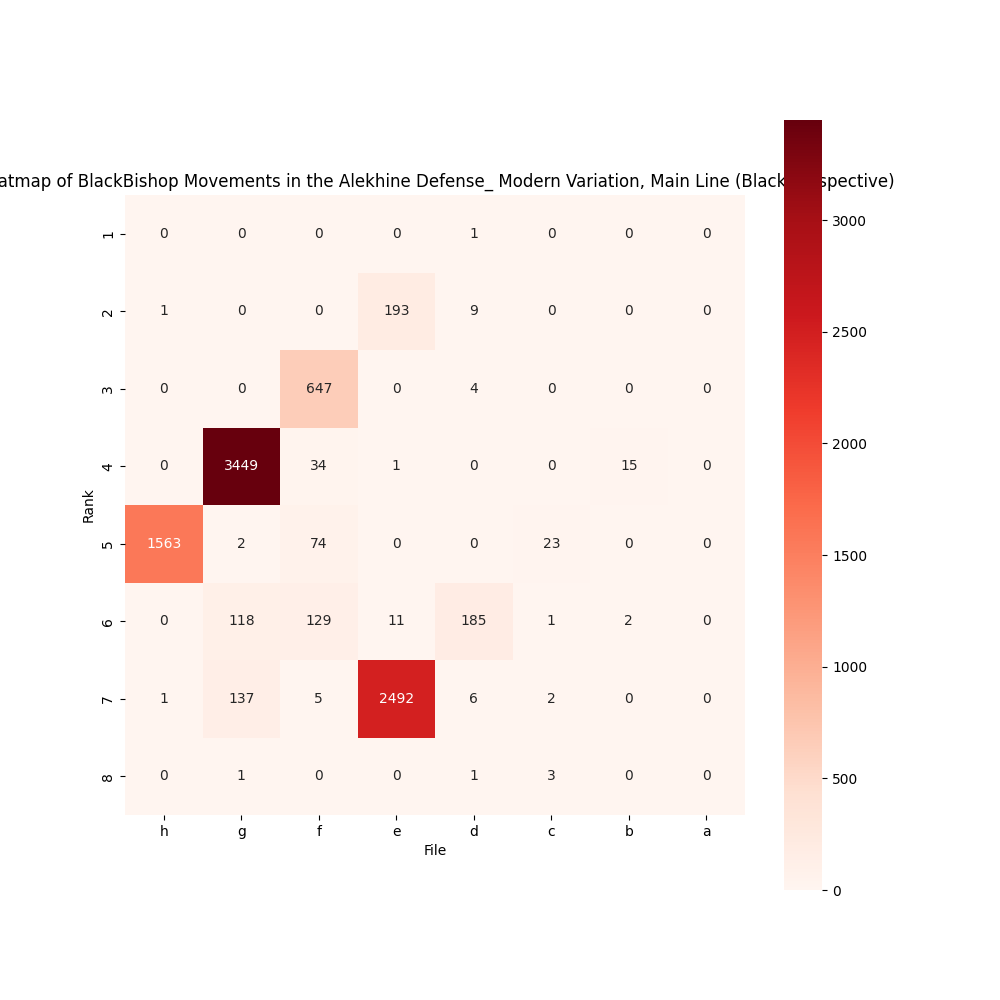 atmap of BlackBishop Movements in the Alekhine Defense_ Modern Variation, Main Line (Black spective)
1 0 0 0 0 1 0 0 0
2 1 0 0 193 9 0 0 0
3 0 0 647 0 4 0 0 0
4 0 3449 34 1 0 0 15 0
5 1563 2 74 0 0 23 0 0
6 0 118 129 11 185 1 2 0
7 1 137 5 2492 6 2 0 0
8 0 1 0 0 1 3 0 0
h g f e d c b a
File
Rank
3000
2500
2000
1500
1000
500
0